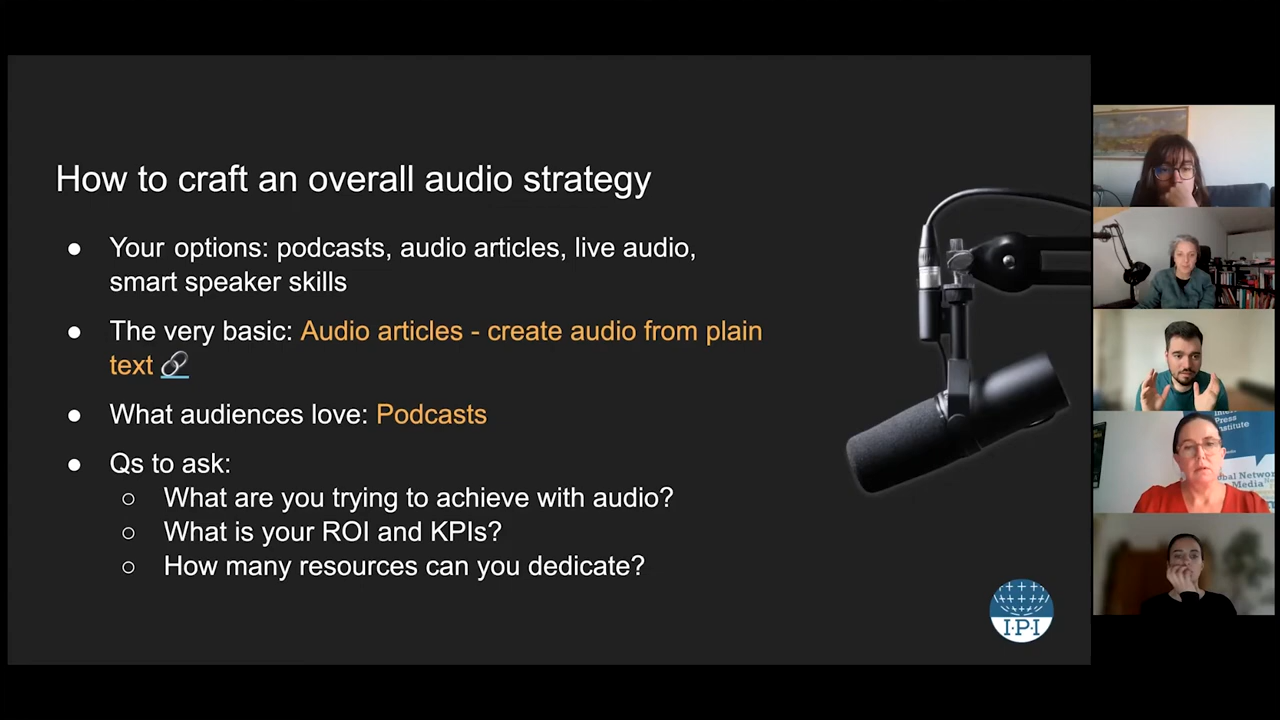 How to craft an overall audio strategy
● Your options: podcasts, audio articles, live audio,
smart speaker skills
● The very basic: Audio articles - create audio from plain
text
● What audiences love: Podcasts
● Qs to ask:
○ What are you trying to achieve with audio?
○ What is your ROI and KPIs?
○ How many resources can you dedicate?
I·P·I
Press
Media